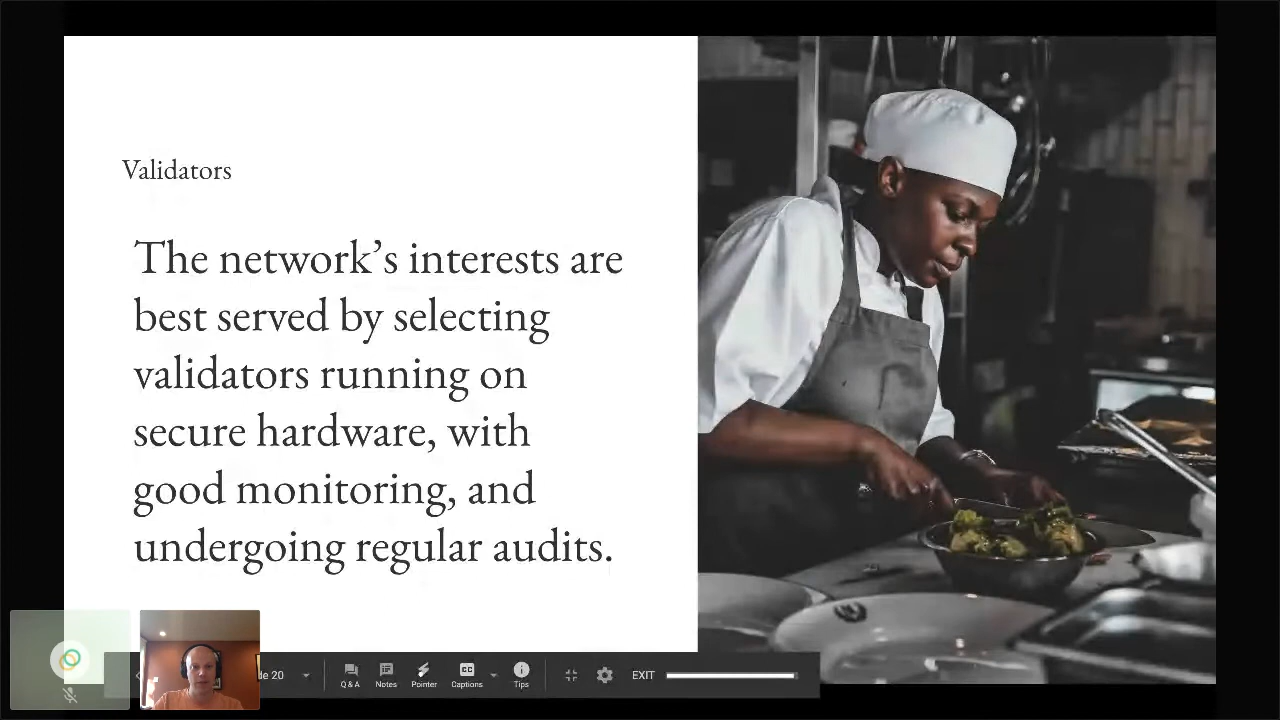 Validators
The network’s interests are
best served by selecting
validators running on
secure hardware, with
good monitoring, and
undergoing regular audits.
20
Q & A
Notes
Pointer
CC
Captions
Tips
EXIT